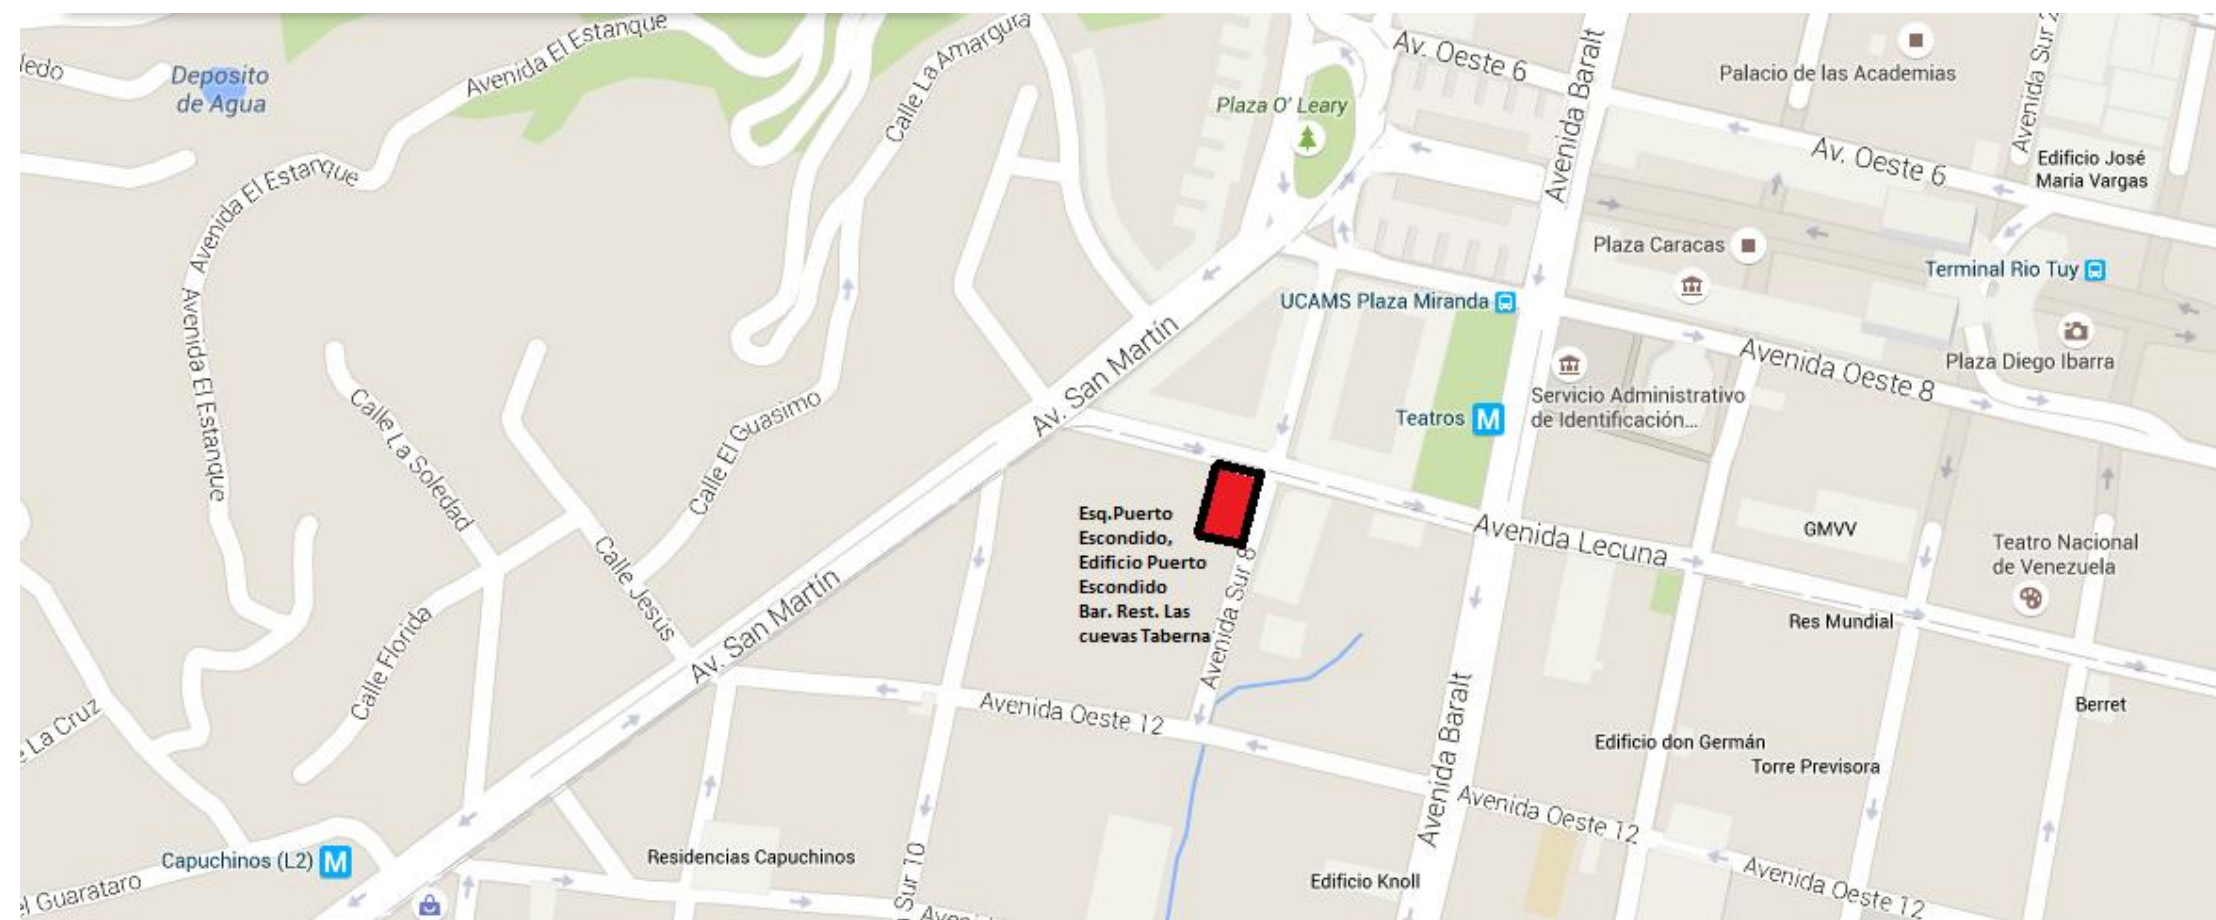 ledo
Deposito
de Agua
Avenida El Estanque
Calle La Amargura
Plaza O' Leary
Av. Oeste 6
Avenida Baralt
Palacio de las Academias
Avenida Sur 2
Av. Oeste 6
Edificio José
Maria Vargas
Avenida El Estanque
Plaza Caracas
Terminal Rio Tuy
UCAMS Plaza Miranda
Avenida El Estanque
Av. San Martín
Avenida Oeste 8
Plaza Diego Ibarra
Servicio Administrativo
de Identificación...
Teatros M
Calle La Soledad
Calle El Guasimo
Esq.Puerto
Escondido,
Edificio Puerto
Escondido
Bar. Rest. Las
cuevas Taberna
Avenida Sur 8
Avenida Lecuna
GMVV
Teatro Nacional
de Venezuela
Res Mundial
Calle Jesus
Calle Florida
Av. San Martín
Avenida Oeste 12
Avenida Baralt
Berret
Edificio don Germán
Torre Previsora
La Cruz
Avenida Oeste 12
Capuchinos (L2) M
Residencias Capuchinos
Sur 10
Edificio Knoll
Avenida Oeste 12
el Guarataro